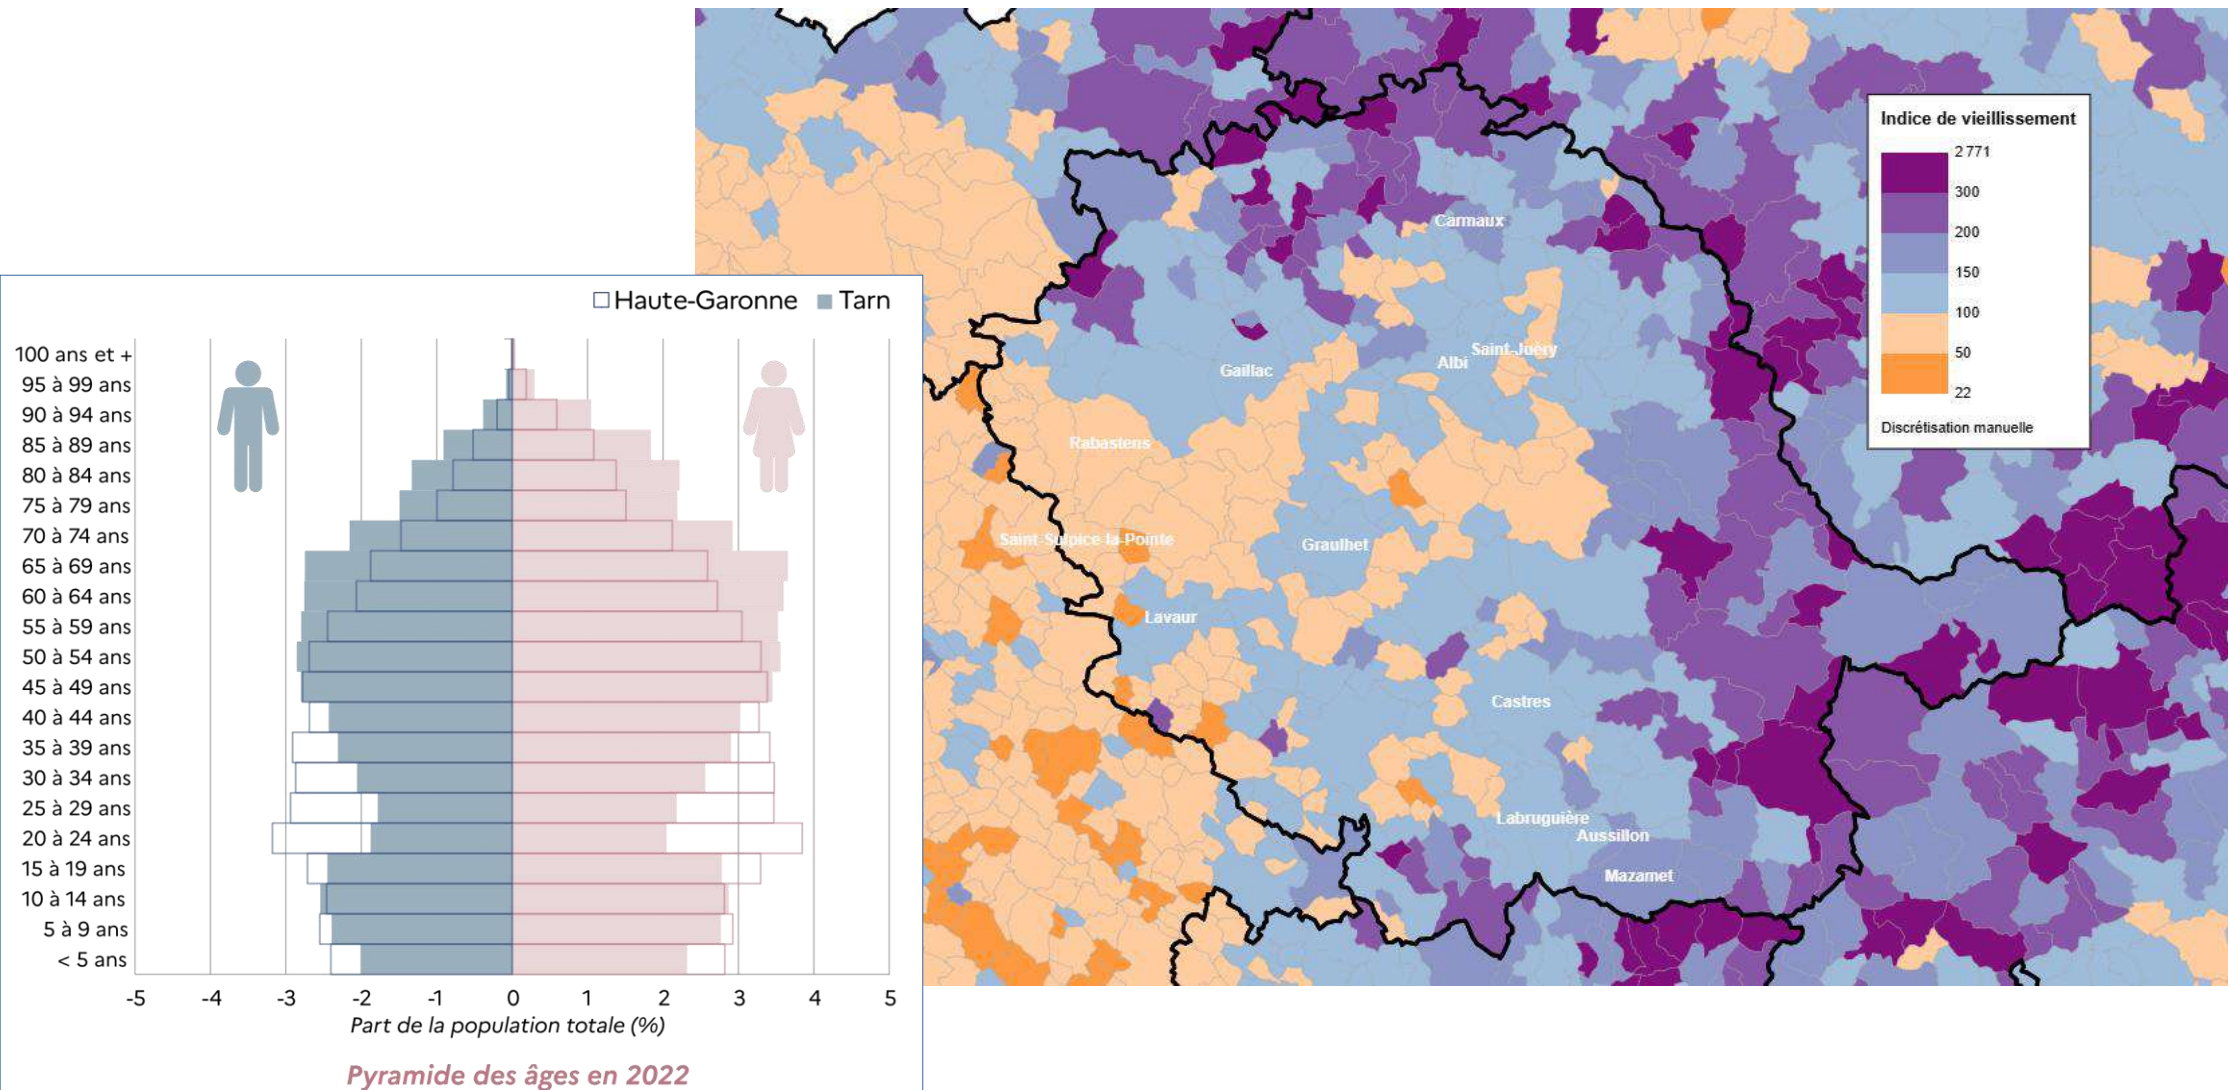 Indice de vieillissement
2 771
300
200
150
100
50
22
Discrétisation manuelle
Carmaux
Saint-Juéry
Albi
Gaillac
Rabastens
Saint-Sulpice-la-Pointe
Graulhet
Lavaur
Castres
Labruguière
Aussillon
Mazamet
Haute-Garonne Tarn
100 ans et +
95 à 99 ans
90 à 94 ans
85 à 89 ans
80 à 84 ans
75 à 79 ans
70 à 74 ans
65 à 69 ans
60 à 64 ans
55 à 59 ans
50 à 54 ans
45 à 49 ans
40 à 44 ans
35 à 39 ans
30 à 34 ans
25 à 29 ans
20 à 24 ans
15 à 19 ans
10 à 14 ans
5 à 9 ans
< 5 ans
-5 -4 -3 -2 -1 0 1 2 3 4 5
Part de la population totale (%)
Pyramide des âges en 2022